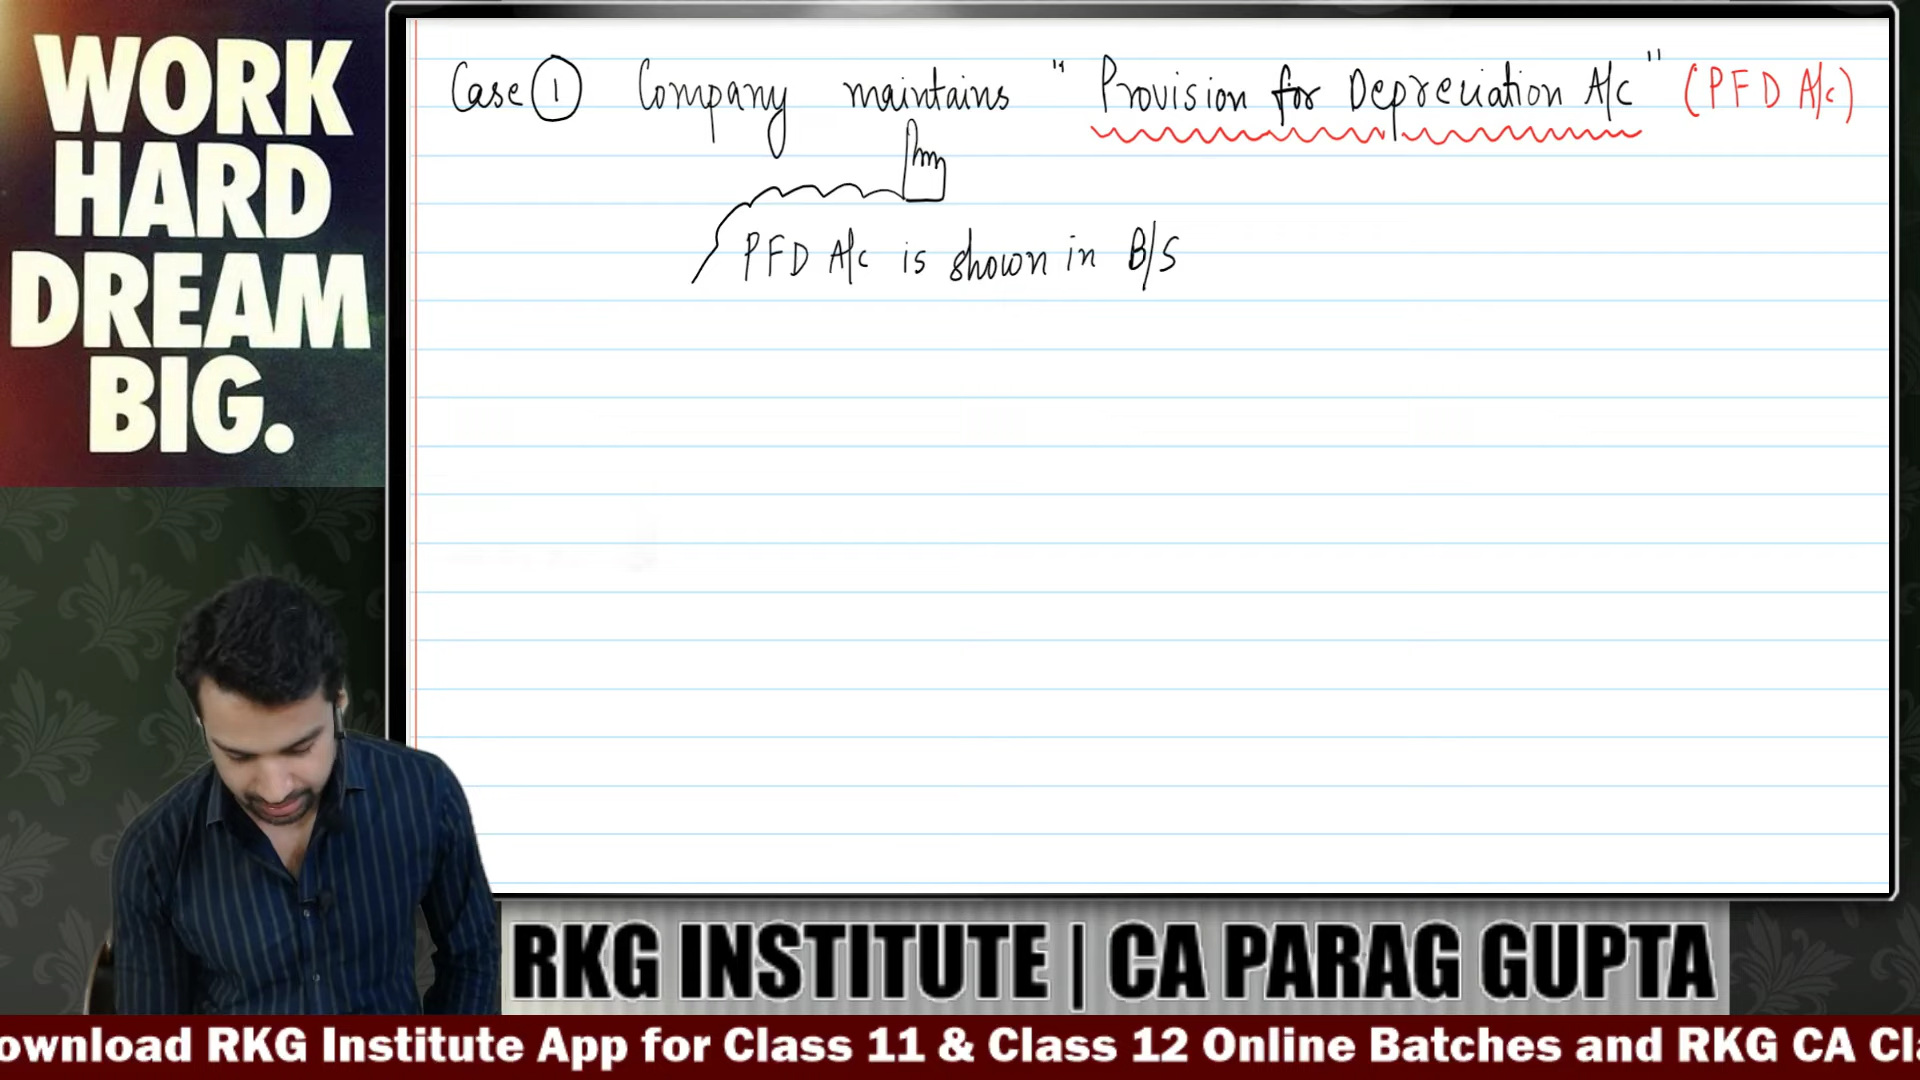 WORK
HARD
DREAM
BIG.
Case ① Company maintains " Provision for Depreciation A/c " (PFD A/c)
PFD A/c is shown in B/S
RKG INSTITUTE | CA PARAG GUPTA
ownload RKG Institute App for Class 11 & Class 12 Online Batches and RKG CA Cla